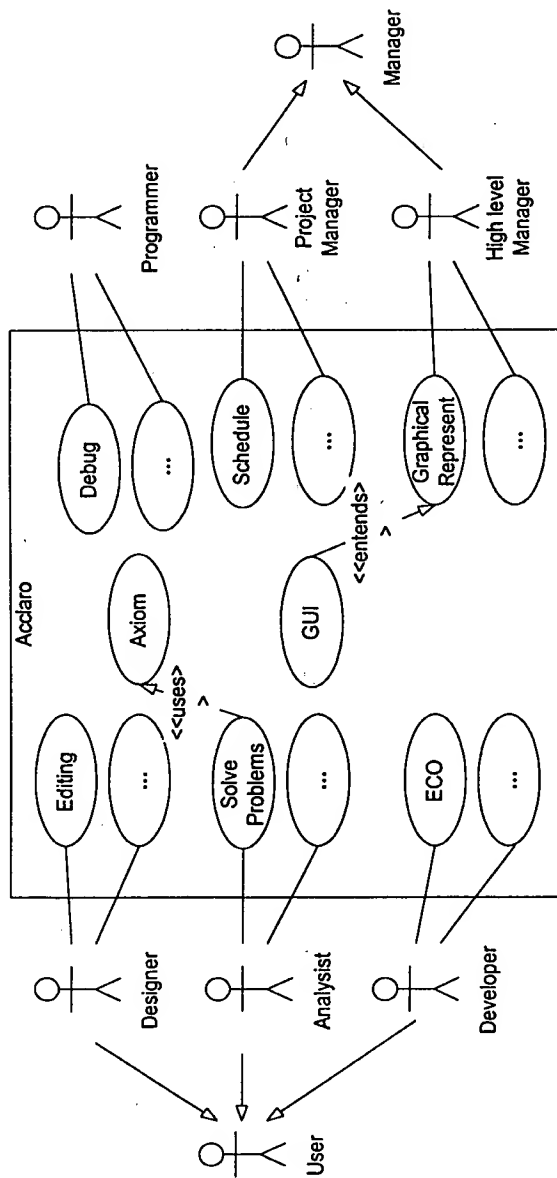 Acclaro
User
Designer
Analysist
Developer
Editing
...
Solve
Problems
...
ECO
...
<<uses>
>
Axiom
GUI
<<entends>
>
Debug
...
Schedule
...
Graphical
Represent
...
Programmer
Project
Manager
High level
Manager
Manager